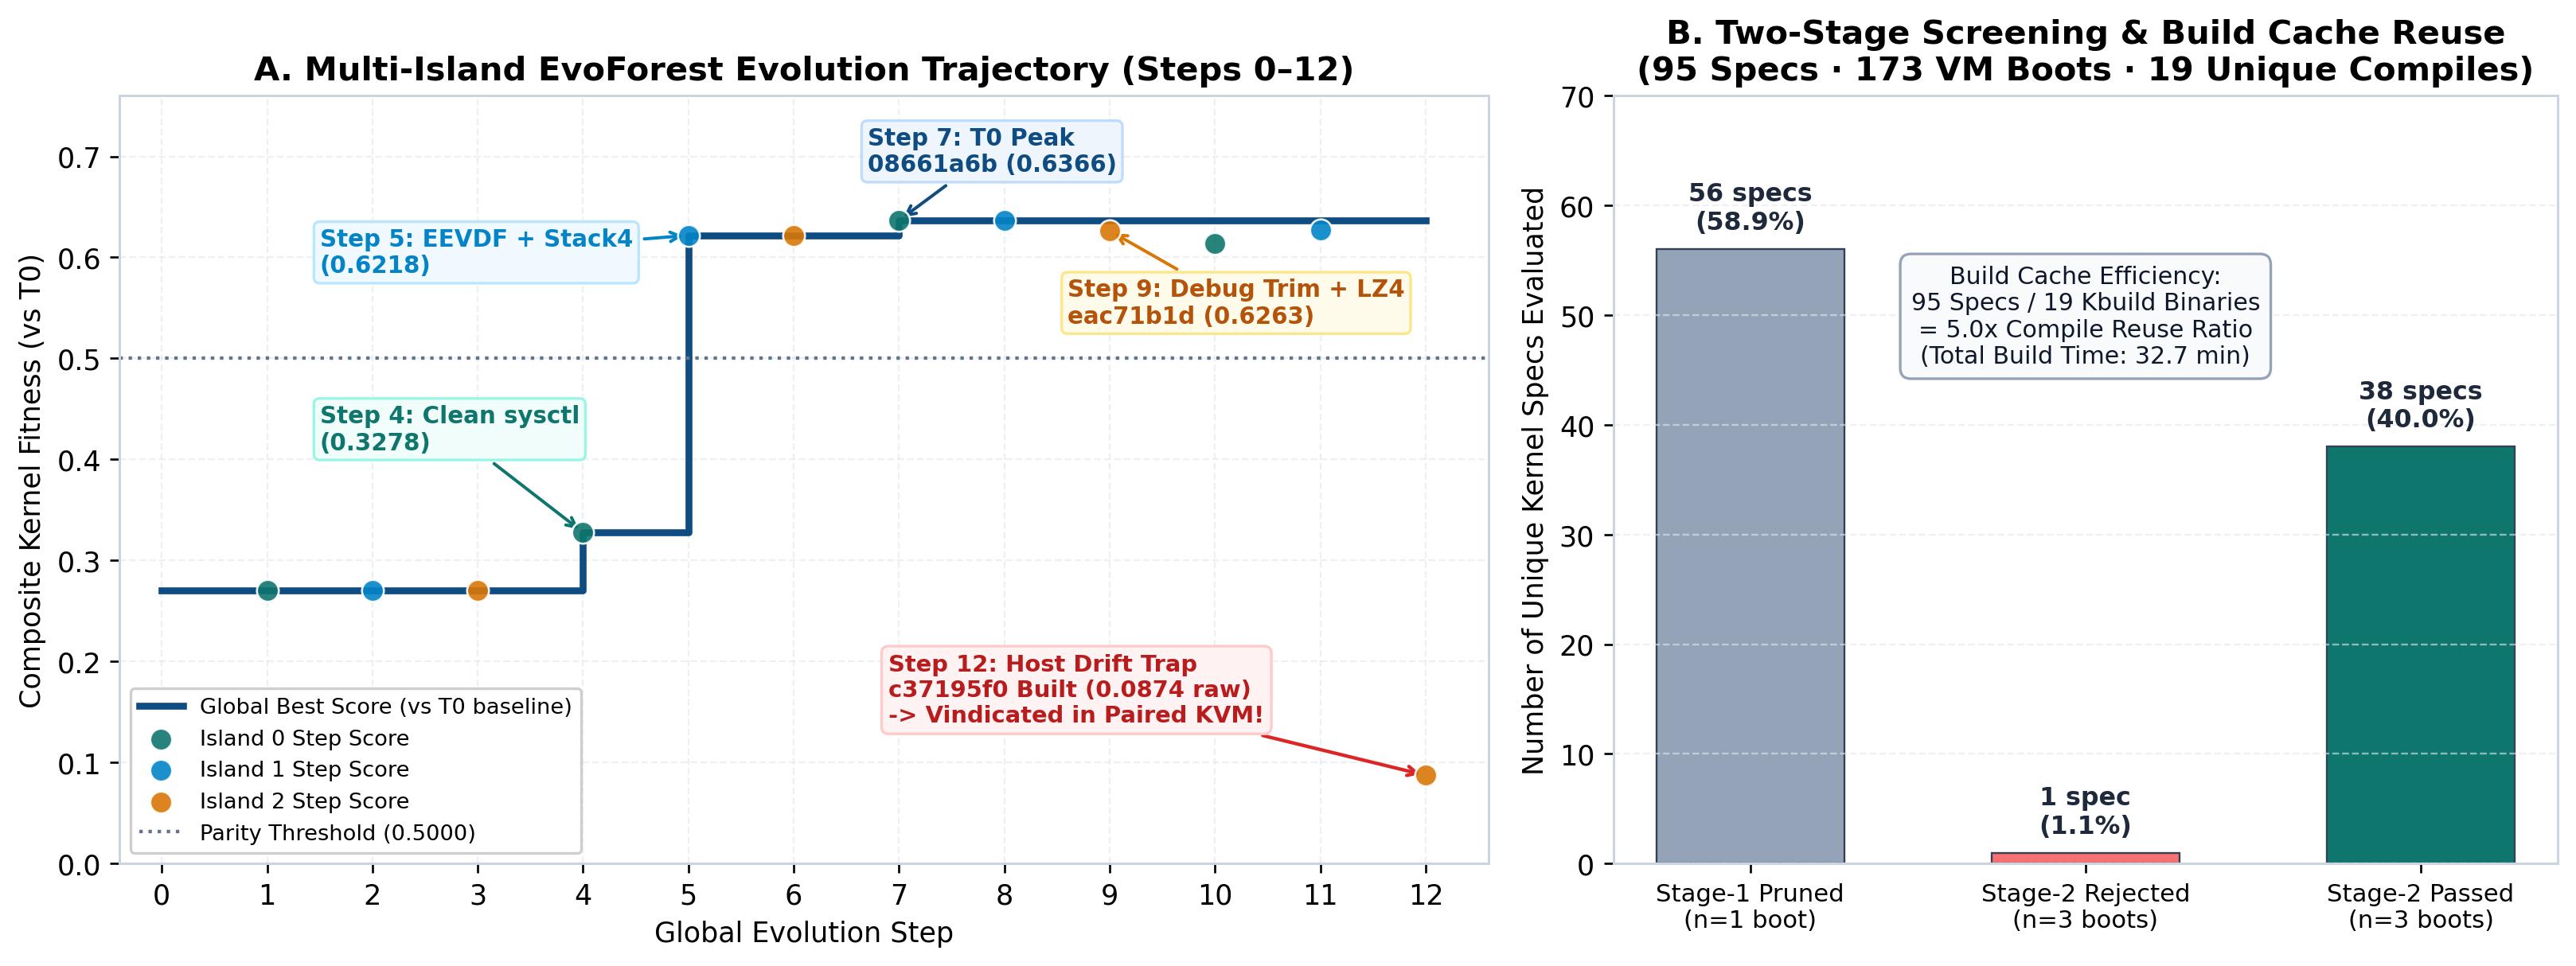 A. Multi-Island EvoForest Evolution Trajectory (Steps 0–12)
Composite Kernel Fitness (vs T0)
0.7
0.6
0.5
0.4
0.3
0.2
0.1
0.0
Step 7: T0 Peak
08661a6b (0.6366)
Step 5: EEVDF + Stack4
(0.6218)
Step 9: Debug Trim + LZ4
eac71b1d (0.6263)
Step 4: Clean sysctl
(0.3278)
Step 12: Host Drift Trap
c37195f0 Built (0.0874 raw)
-> Vindicated in Paired KVM!
Global Best Score (vs T0 baseline)
Island 0 Step Score
Island 1 Step Score
Island 2 Step Score
Parity Threshold (0.5000)
0 1 2 3 4 5 6 7 8 9 10 11 12
Global Evolution Step
B. Two-Stage Screening & Build Cache Reuse
(95 Specs · 173 VM Boots · 19 Unique Compiles)
Number of Unique Kernel Specs Evaluated
70
60
50
40
30
20
10
0
56 specs
(58.9%)
Build Cache Efficiency:
95 Specs / 19 Kbuild Binaries
= 5.0x Compile Reuse Ratio
(Total Build Time: 32.7 min)
38 specs
(40.0%)
1 spec
(1.1%)
Stage-1 Pruned
(n=1 boot)
Stage-2 Rejected
(n=3 boots)
Stage-2 Passed
(n=3 boots)